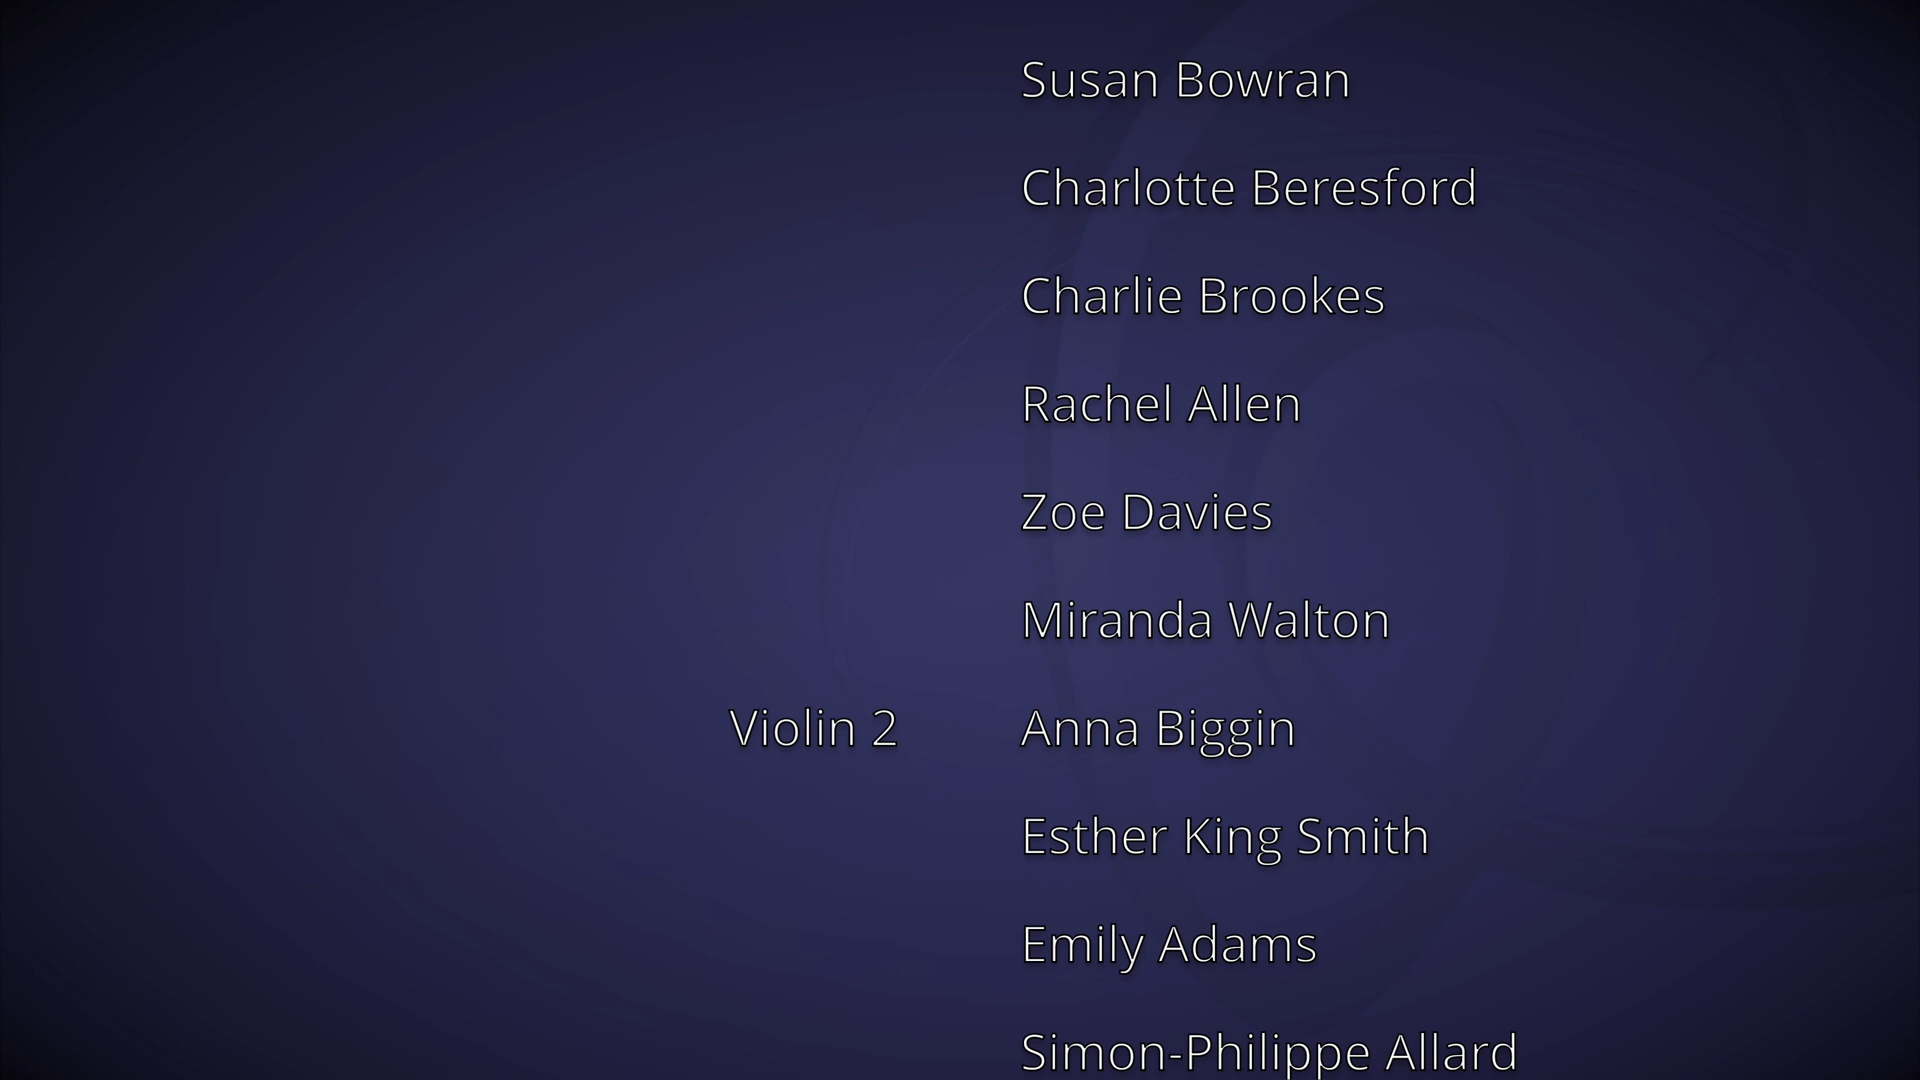 Susan Bowran
Charlotte Beresford
Charlie Brookes
Rachel Allen
Zoe Davies
Miranda Walton
Violin 2 Anna Biggin
Esther King Smith
Emily Adams
Simon-Philippe Allard